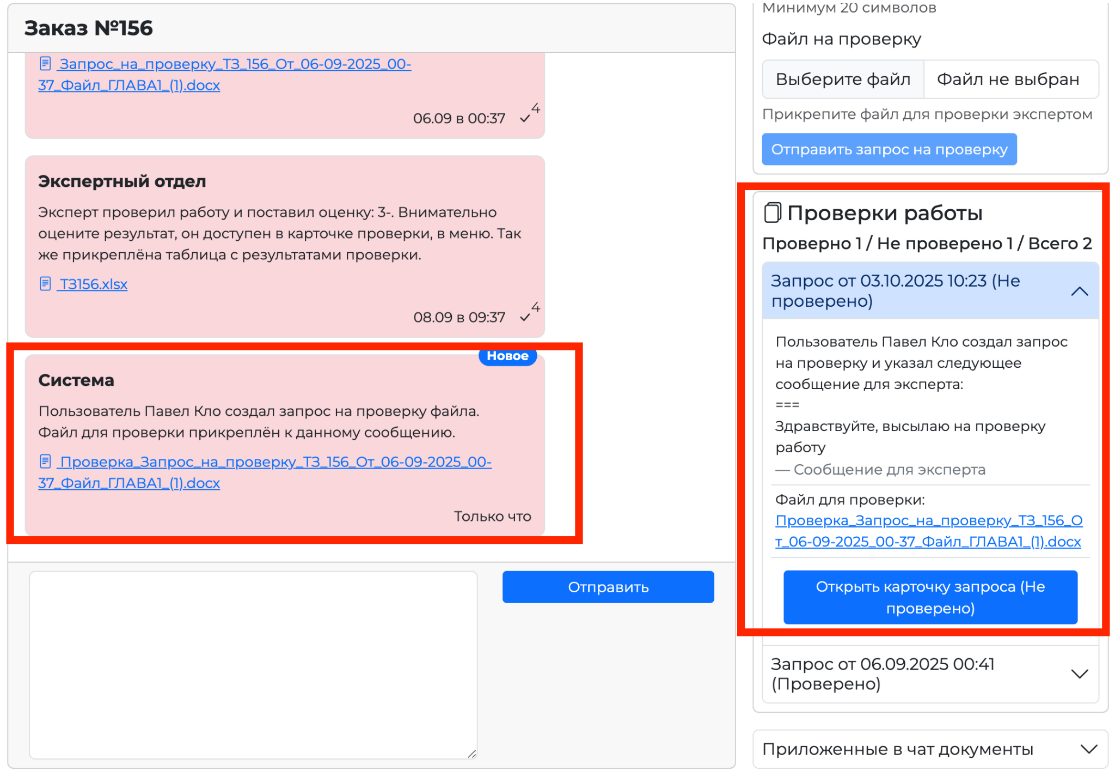 Заказ №156
Запрос_на_проверку_ТЗ_156_От_06-09-2025_00-
37_Файл_ГЛАВА1_(1).docx
06.09 в 00:37 4
Экспертный отдел
Эксперт проверил работу и поставил оценку: 3-. Внимательно
оцените результат, он доступен в карточке проверки, в меню. Так
же прикреплёна таблица с результатами проверки.
ТЗ156.xlsx
08.09 в 09:37 4
Новое
Система
Пользователь Павел Кло создал запрос на проверку файла.
Файл для проверки прикреплён к данному сообщению.
Проверка_Запрос_на_проверку_ТЗ_156_От_06-09-2025_00-
37_Файл_ГЛАВА1_(1).docx
Только что
Отправить
Минимум 20 символов
Файл на проверку
Выберите файл Файл не выбран
Прикрепите файл для проверки экспертом
Отправить запрос на проверку
Проверки работы
Проверно 1 / Не проверено 1 / Всего 2
Запрос от 03.10.2025 10:23 (Не
проверено)
Пользователь Павел Кло создал запрос
на проверку и указал следующее
сообщение для эксперта:
===
Здравствуйте, высылаю на проверку
работу
— Сообщение для эксперта
Файл для проверки:
Проверка_Запрос_на_проверку_ТЗ_156_О
т_06-09-2025_00-37_Файл_ГЛАВА1_(1).docx
Открыть карточку запроса (Не
проверено)
Запрос от 06.09.2025 00:41
(Проверено)
Приложенные в чат документы